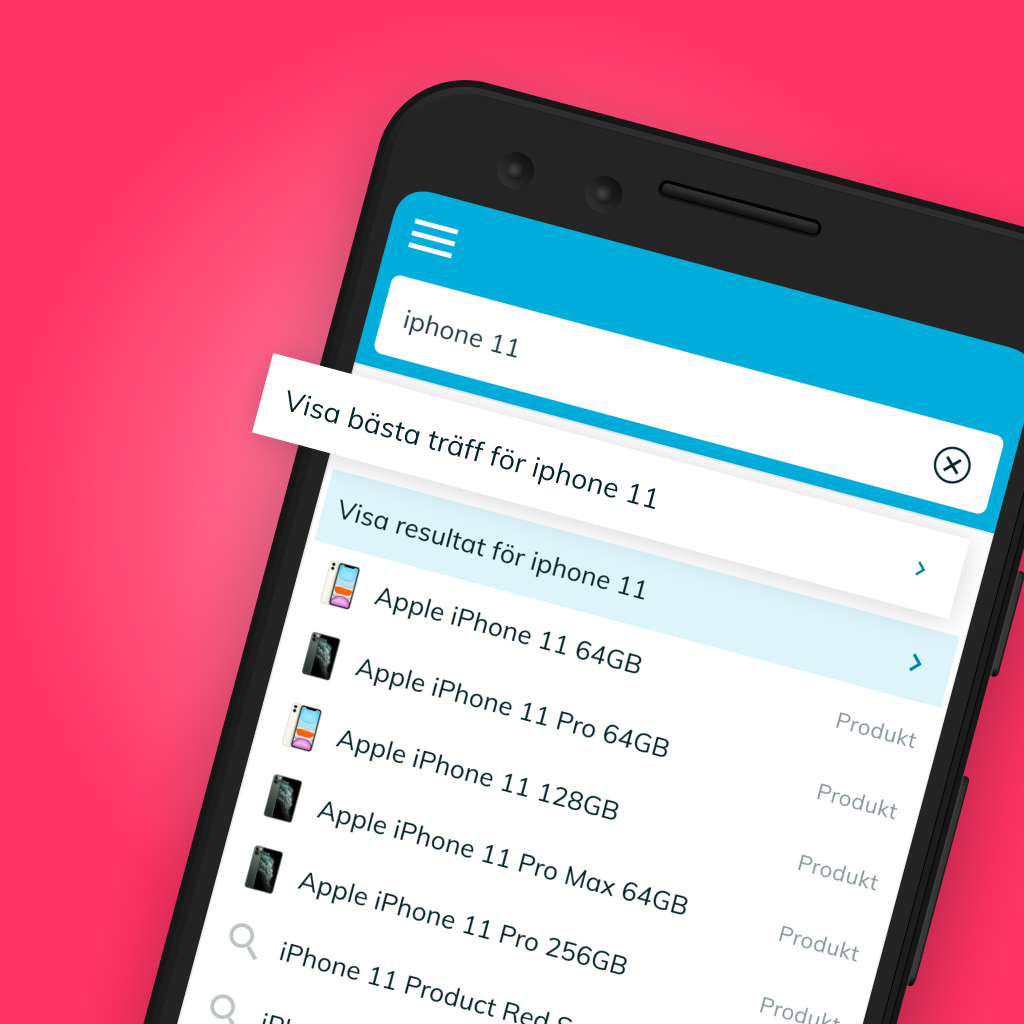 iphone 11
Visa bästa träff för iphone 11
Visa resultat för iphone 11
Apple iPhone 11 64GB Produkt
Apple iPhone 11 Pro 64GB Produkt
Apple iPhone 11 128GB Produkt
Apple iPhone 11 Pro Max 64GB Produkt
Apple iPhone 11 Pro 256GB Produkt
iPhone 11 Product Red